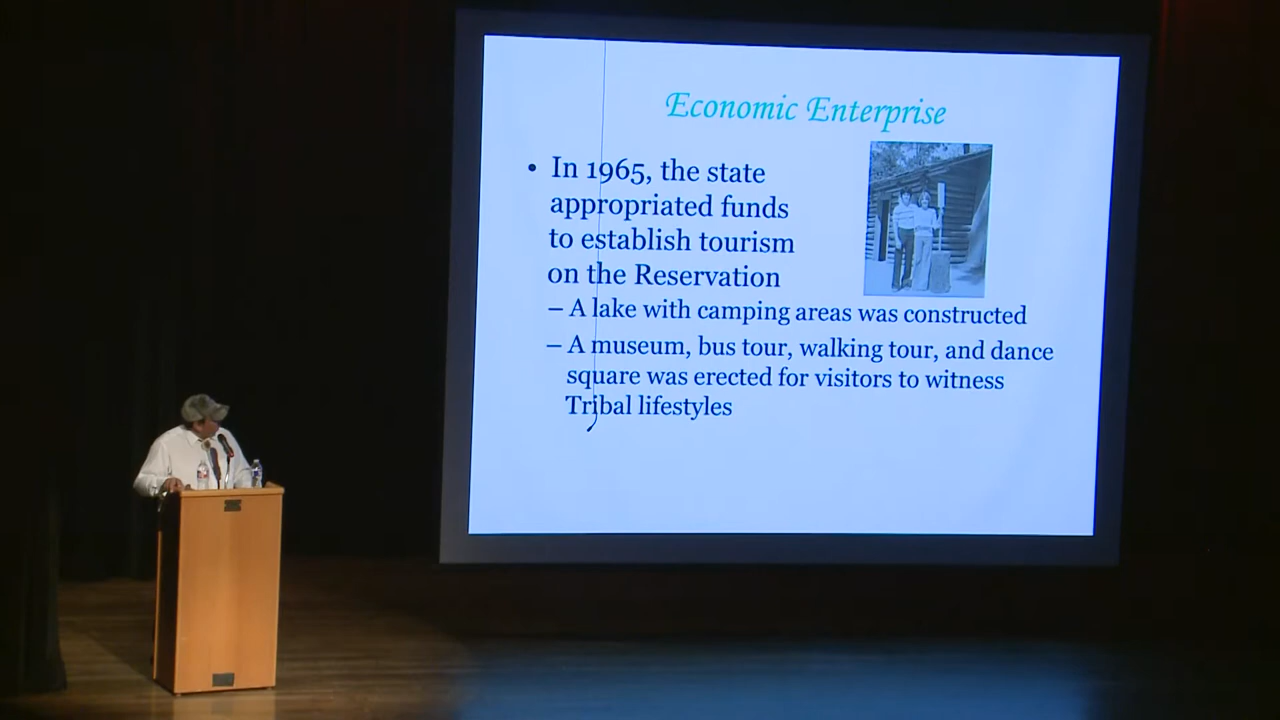 Economic Enterprise
• In 1965, the state
appropriated funds
to establish tourism
on the Reservation
– A lake with camping areas was constructed
– A museum, bus tour, walking tour, and dance
square was erected for visitors to witness
Tribal lifestyles